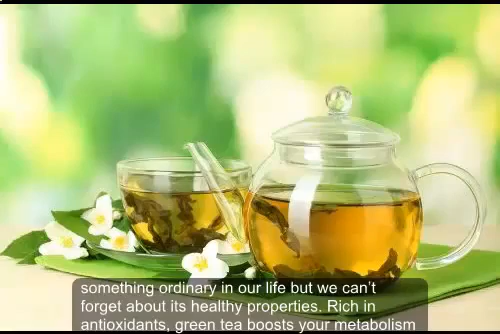 something ordinary in our life but we can't
forget about its healthy properties. Rich in
antioxidants, green tea boosts your metabolism